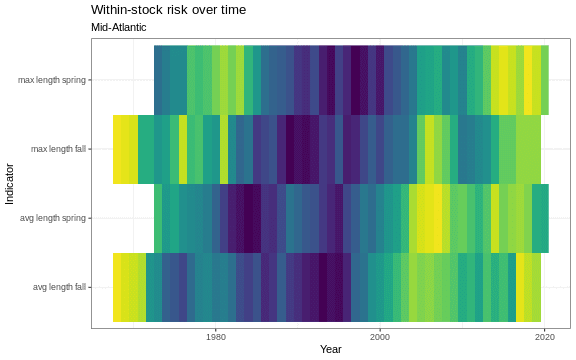 Within-stock risk over time
Mid-Atlantic
Indicator
max length spring
max length fall
avg length spring
avg length fall
1980
2000
2020
Year